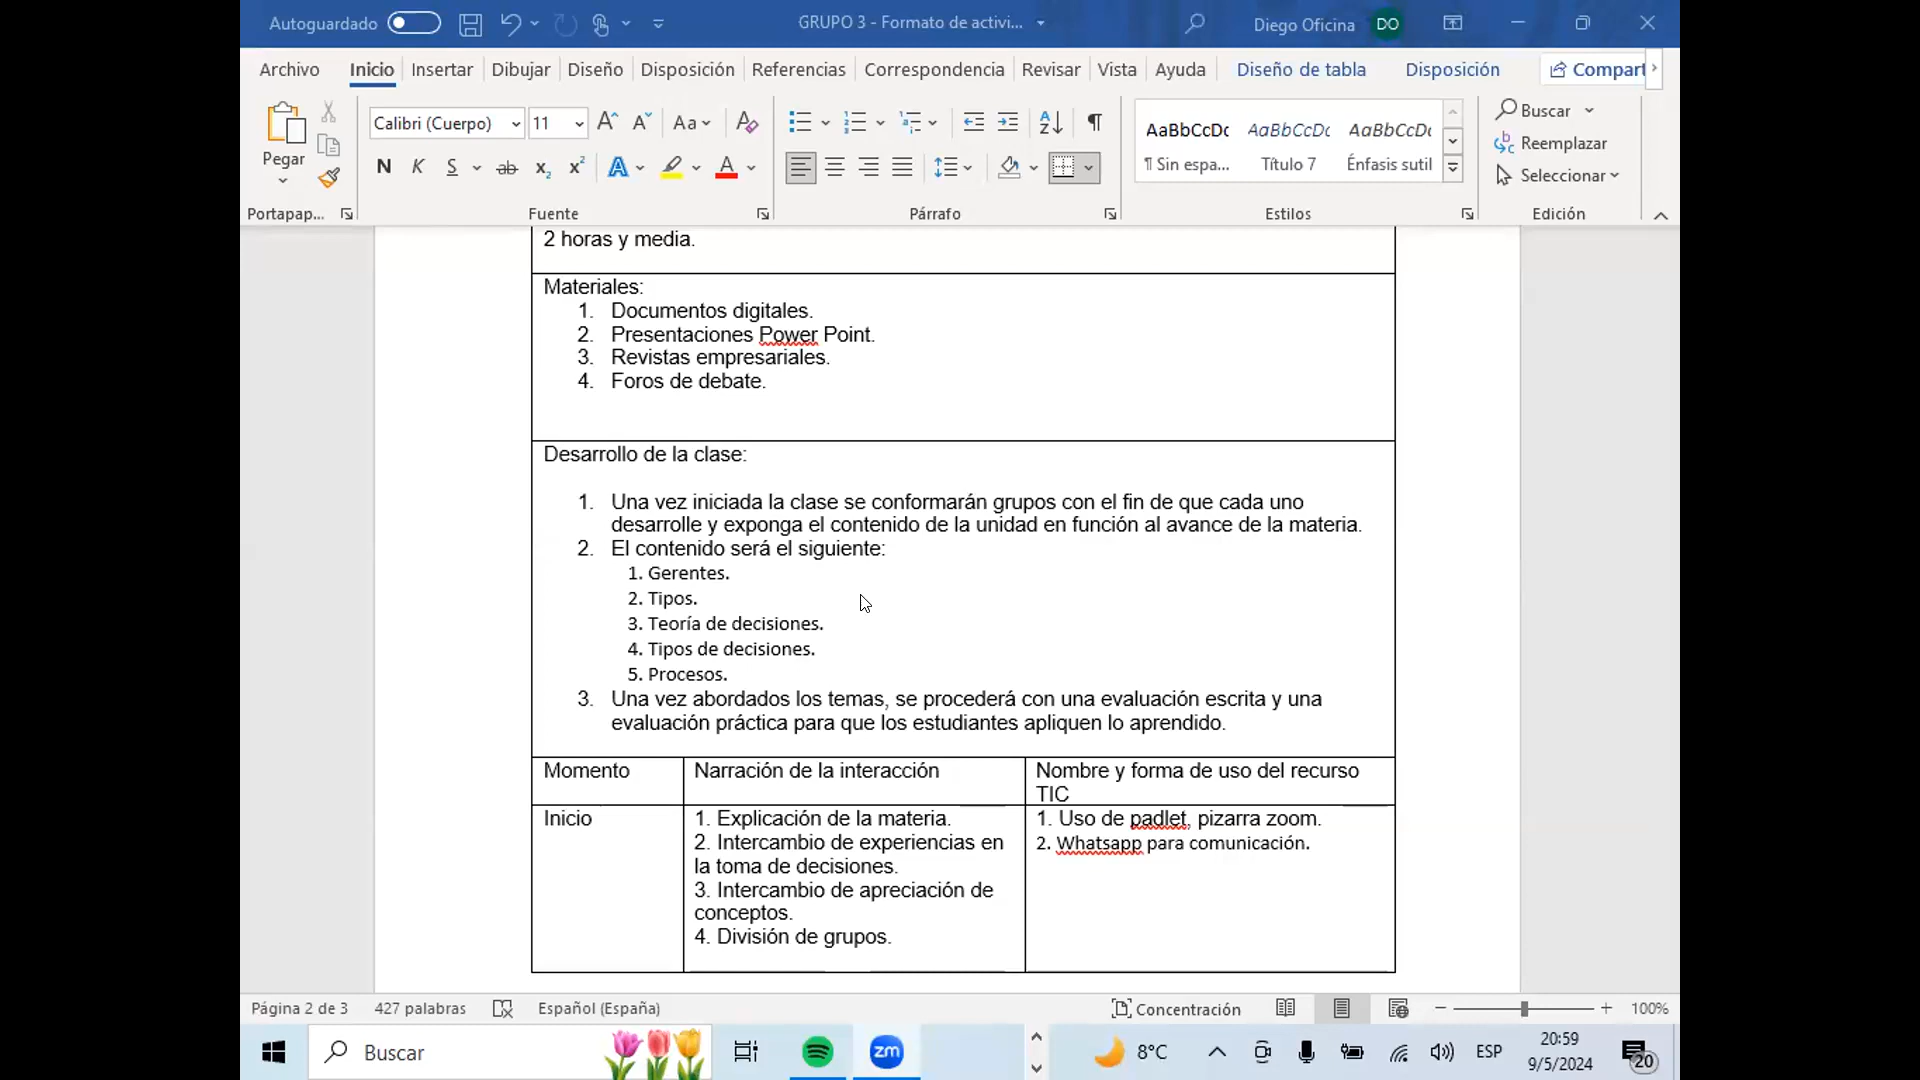 Autoguardado
GRUPO 3 - Formato de activi...
Diego Oficina
DO
Archivo Inicio Insertar Dibujar Diseño Disposición Referencias Correspondencia Revisar Vista Ayuda Diseño de tabla Disposición Compart
Calibri (Cuerpo) 11
Pegar
N K S ab x₂ x²
AaBbCcDc AaBbCcDc AaBbCcDc
¶ Sin espa... Título 7 Énfasis sutil
Buscar
Reemplazar
Seleccionar
Portapap... Fuente Párrafo Estilos Edición
2 horas y media.
Materiales:
1. Documentos digitales.
2. Presentaciones Power Point.
3. Revistas empresariales.
4. Foros de debate.
Desarrollo de la clase:
1. Una vez iniciada la clase se conformarán grupos con el fin de que cada uno
desarrolle y exponga el contenido de la unidad en función al avance de la materia.
2. El contenido será el siguiente:
1. Gerentes.
2. Tipos.
3. Teoría de decisiones.
4. Tipos de decisiones.
5. Procesos.
3. Una vez abordados los temas, se procederá con una evaluación escrita y una
evaluación práctica para que los estudiantes apliquen lo aprendido.
Momento
Narración de la interacción
Nombre y forma de uso del recurso
TIC
Inicio
1. Explicación de la materia.
2. Intercambio de experiencias en
la toma de decisiones.
3. Intercambio de apreciación de
conceptos.
4. División de grupos.
1. Uso de padlet, pizarra zoom.
2. Whatsapp para comunicación.
Página 2 de 3 427 palabras Español (España) Concentración 100%
Buscar
zm
8°C
ESP
20:59
9/5/2024
20